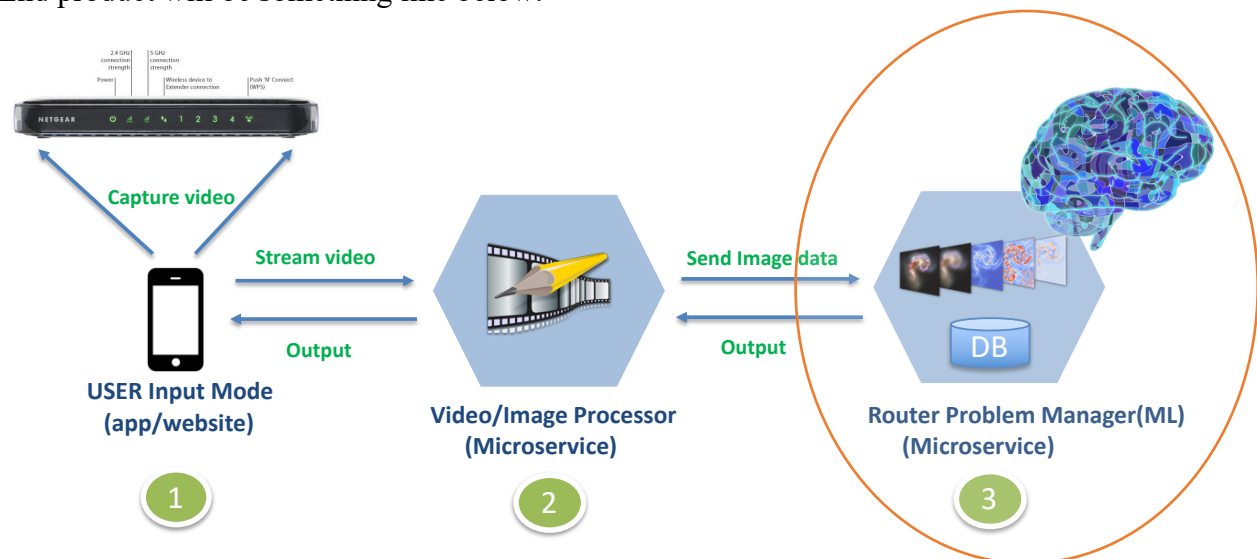 End product will be something like below:
2.4 GHz
connection
strength
5 GHz
connection
strength
Power
Wireless device to
Extender connection
Push 'N' Connect
(WPS)
NETGEAR
1 2 3 4
Capture video
Stream video
Send Image data
Output
Output
DB
USER Input Mode
(app/website)
Video/Image Processor
(Microservice)
Router Problem Manager(ML)
(Microservice)
1
2
3